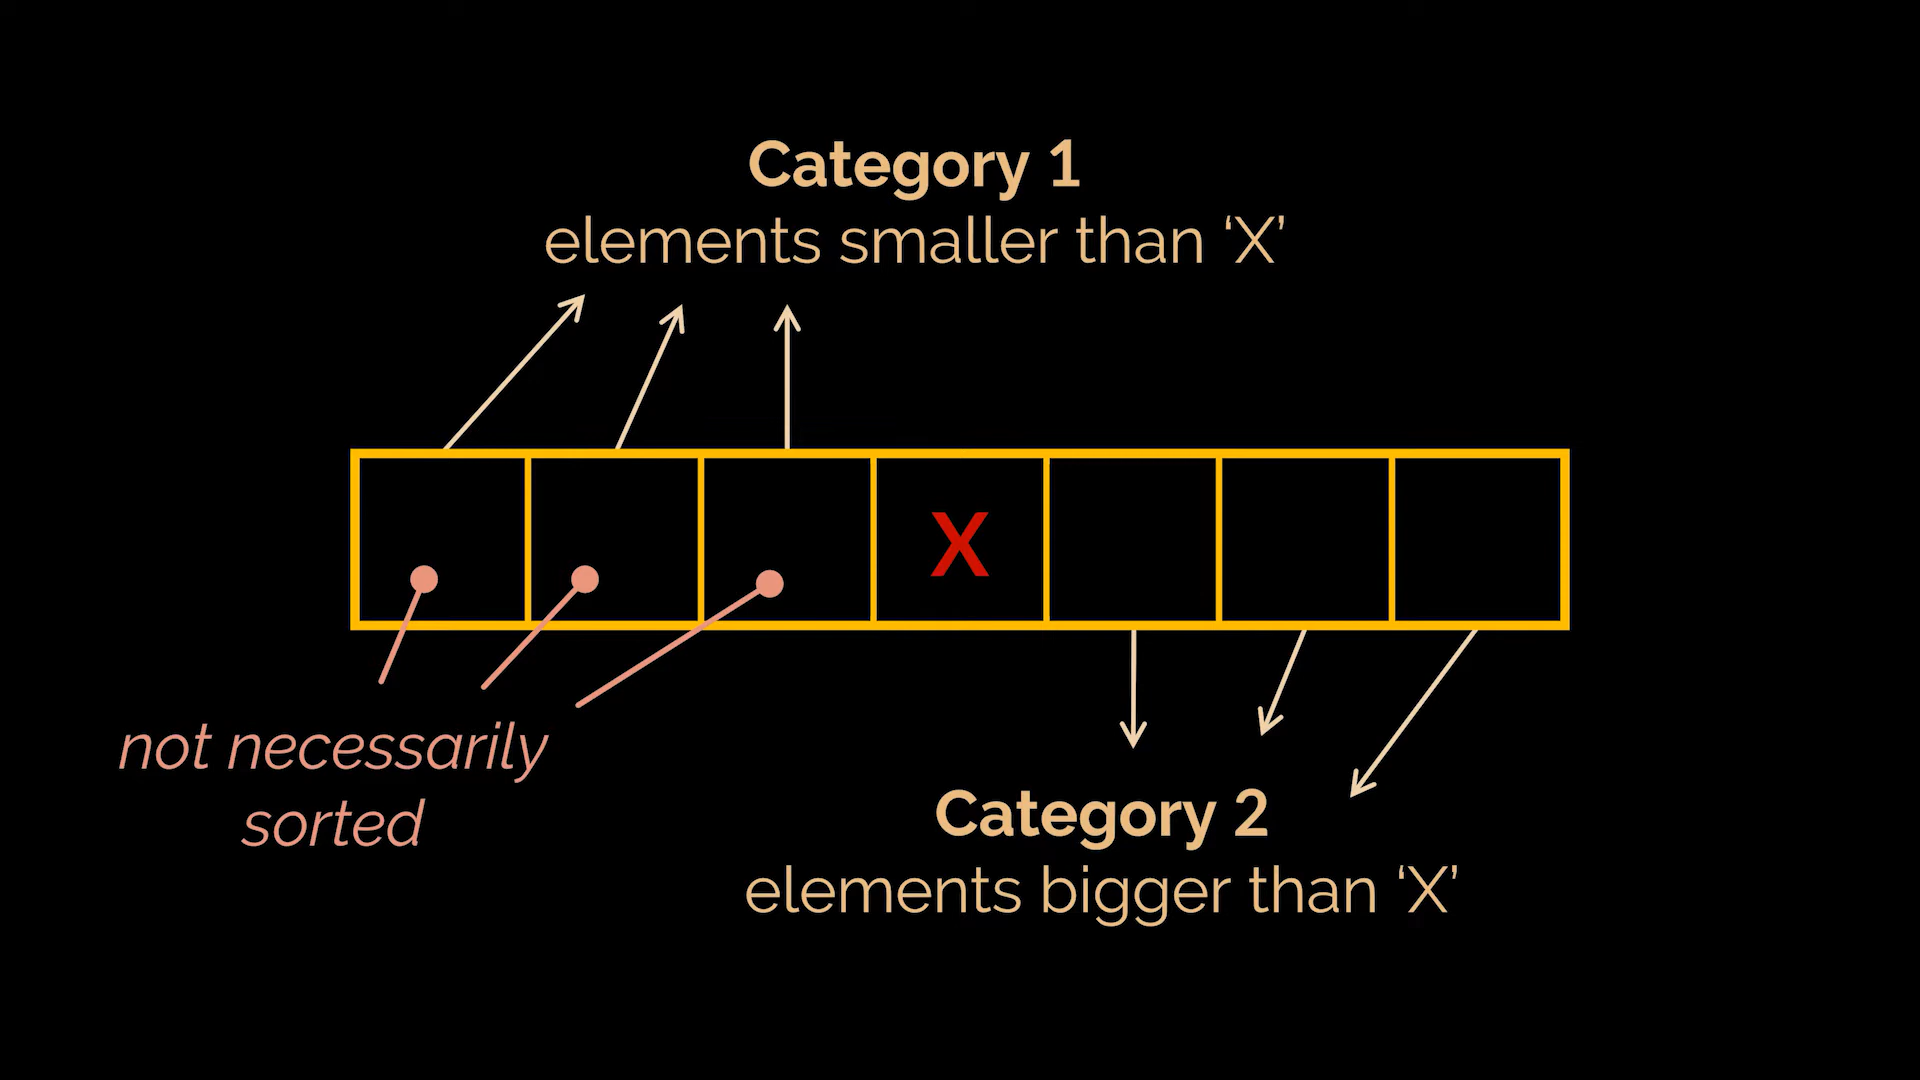 Category 1
elements smaller than ‘X’
X
not necessarily
sorted
Category 2
elements bigger than ‘X’